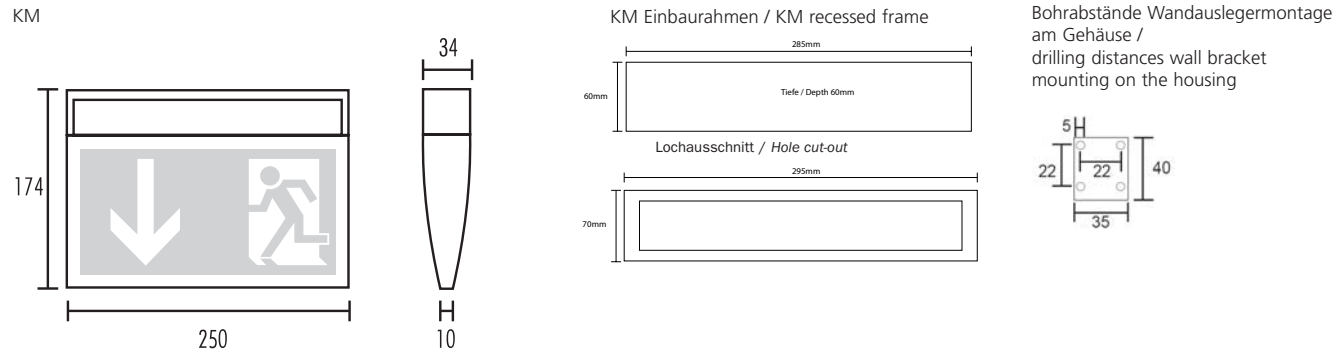 KM
34
174
250
10
KM Einbaurahmen / KM recessed frame
285mm
60mm
Tiefe / Depth 60mm
Lochausschnitt / Hole cut-out
295mm
70mm
Bohrabstände Wandauslegermontage
am Gehäuse /
drilling distances wall bracket
mounting on the housing
5
22
22
40
35